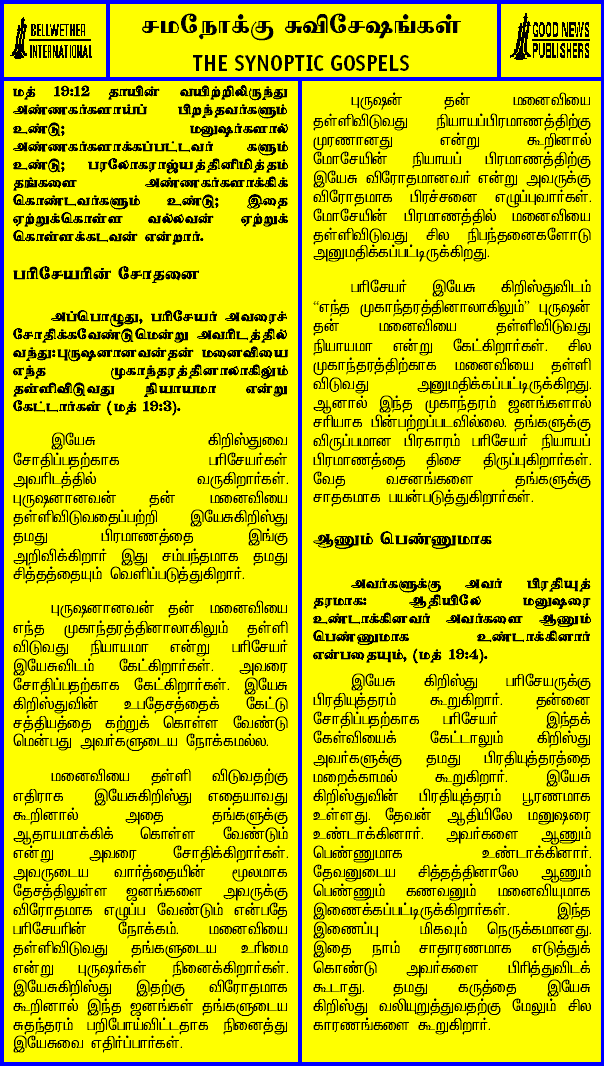 BELLWETHER
INTERNATIONAL
சமநோக்கு சுவிசேஷங்கள்
THE SYNOPTIC GOSPELS
GOOD NEWS
PUBLISHERS
மத் 19:12 தாயின் வயிற்றிலிருந்து
அண்ணகர்களாய்ப் பிறந்தவர்களும்
உண்டு; மனுஷர்களால்
அண்ணகர்களாக்கப்பட்டவர் களும்
உண்டு; பரலோகராஜ்யத்தினிமித்தம்
தங்களை அண்ணகர்களாக்கிக்
கொண்டவர்களும் உண்டு; இதை
ஏற்றுக்கொள்ள வல்லவன் ஏற்றுக்
கொள்ளக்கடவன் என்றார்.
பரிசேயரின் சோதனை
அப்பொழுது, பரிசேயர் அவரைச்
சோதிக்கவேண்டுமென்று அவரிடத்தில்
வந்து:புருஷனானவன்தன் மனைவியை
எந்த முகாந்தரத்தினாலாகிலும்
தள்ளிவிடுவது நியாயமா என்று
கேட்டார்கள் (மத் 19:3).
இயேசு கிறிஸ்துவை
சோதிப்பதற்காக பரிசேயர்கள்
அவரிடத்தில் வருகிறார்கள்.
புருஷனானவன் தன் மனைவியை
தள்ளிவிடுவதைப்பற்றி இயேசுகிறிஸ்து
தமது பிரமாணத்தை இங்கு
அறிவிக்கிறார் இது சம்பந்தமாக தமது
சித்தத்தையும் வெளிப்படுத்துகிறார்.
புருஷனானவன் தன் மனைவியை
எந்த முகாந்தரத்தினாலாகிலும் தள்ளி
விடுவது நியாயமா என்று பரிசேயர்
இயேசுவிடம் கேட்கிறார்கள். அவரை
சோதிப்பதற்காக கேட்கிறார்கள். இயேசு
கிறிஸ்துவின் உபதேசத்தைக் கேட்டு
சத்தியத்தை கற்றுக் கொள்ள வேண்டு
மென்பது அவர்களுடைய நோக்கமல்ல.
மனைவியை தள்ளி விடுவதற்கு
எதிராக இயேசுகிறிஸ்து எதையாவது
கூறினால் அதை தங்களுக்கு
ஆதாயமாக்கிக் கொள்ள வேண்டும்
என்று அவரை சோதிக்கிறார்கள்.
அவருடைய வார்த்தையின் மூலமாக
தேசத்திலுள்ள ஜனங்களை அவருக்கு
விரோதமாக எழுப்ப வேண்டும் என்பதே
பரிசேயரின் நோக்கம். மனைவியை
தள்ளிவிடுவது தங்களுடைய உரிமை
என்று புருஷர்கள் நினைக்கிறார்கள்.
இயேசுகிறிஸ்து இதற்கு விரோதமாக
கூறினால் இந்த ஜனங்கள் தங்களுடைய
சுதந்தரம் பறிபோய்விட்டதாக நினைத்து
இயேசுவை எதிர்ப்பார்கள்.
புருஷன் தன் மனைவியை
தள்ளிவிடுவது நியாயப்பிரமாணத்திற்கு
முரணானது என்று கூறினால்
மோசேயின் நியாயப் பிரமாணத்திற்கு
இயேசு விரோதமானவர் என்று அவருக்கு
விரோதமாக பிரச்சனை எழுப்புவார்கள்.
மோசேயின் பிரமாணத்தில் மனைவியை
தள்ளிவிடுவது சில நிபந்தனைகளோடு
அனுமதிக்கப்பட்டிருக்கிறது.
பரிசேயர் இயேசு கிறிஸ்துவிடம்
“எந்த முகாந்தரத்தினாலாகிலும்” புருஷன்
தன் மனைவியை தள்ளிவிடுவது
நியாயமா என்று கேட்கிறார்கள். சில
முகாந்தரத்திற்காக மனைவியை தள்ளி
விடுவது அனுமதிக்கப்பட்டிருக்கிறது.
ஆனால் இந்த முகாந்தரம் ஜனங்களால்
சரியாக பின்பற்றப்படவில்லை. தங்களுக்கு
விருப்பமான பிரகாரம் பரிசேயர் நியாயப்
பிரமாணத்தை திசை திருப்புகிறார்கள்.
வேத வசனங்களை தங்களுக்கு
சாதகமாக பயன்படுத்துகிறார்கள்.
ஆணும் பெண்ணுமாக
அவர்களுக்கு அவர் பிரதியுத்
தரமாக: ஆதியிலே மனுஷரை
உண்டாக்கினவர் அவர்களை ஆணும்
பெண்ணுமாக உண்டாக்கினார்
என்பதையும், (மத் 19:4).
இயேசு கிறிஸ்து பரிசேயருக்கு
பிரதியுத்தரம் கூறுகிறார். தன்னை
சோதிப்பதற்காக பரிசேயர் இந்தக்
கேள்வியைக் கேட்டாலும் கிறிஸ்து
அவர்களுக்கு தமது பிரதியுத்தரத்தை
மறைக்காமல் கூறுகிறார். இயேசு
கிறிஸ்துவின் பிரதியுத்தரம் பூரணமாக
உள்ளது. தேவன் ஆதியிலே மனுஷரை
உண்டாக்கினார். அவர்களை ஆணும்
பெண்ணுமாக உண்டாக்கினார்.
தேவனுடைய சித்தத்தினாலே ஆணும்
பெண்ணும் கணவனும் மனைவியுமாக
இணைக்கப்பட்டிருக்கிறார்கள். இந்த
இணைப்பு மிகவும் நெருக்கமானது.
இதை நாம் சாதாரணமாக எடுத்துக்
கொண்டு அவர்களை பிரித்துவிடக்
கூடாது. தமது கருத்தை இயேசு
கிறிஸ்து வலியுறுத்துவதற்கு மேலும் சில
காரணங்களை கூறுகிறார்.